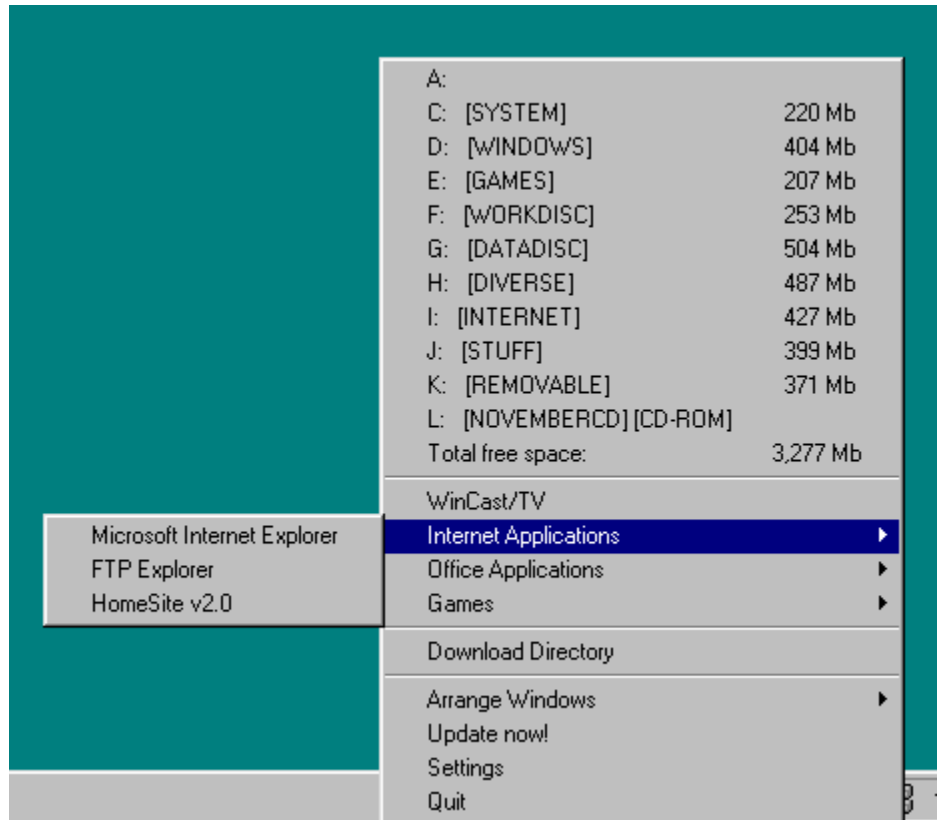 A:
C: [SYSTEM] 220 Mb
D: [WINDOWS] 404 Mb
E: [GAMES] 207 Mb
F: [WORKDISC] 253 Mb
G: [DATADISC] 504 Mb
H: [DIVERSE] 487 Mb
I: [INTERNET] 427 Mb
J: [STUFF] 399 Mb
K: [REMOVABLE] 371 Mb
L: [NOVEMBERCD] [CD-ROM]
Total free space: 3,277 Mb
WinCast/TV
Internet Applications
Microsoft Internet Explorer
FTP Explorer
HomeSite v2.0
Office Applications
Games
Download Directory
Arrange Windows
Update now!
Settings
Quit